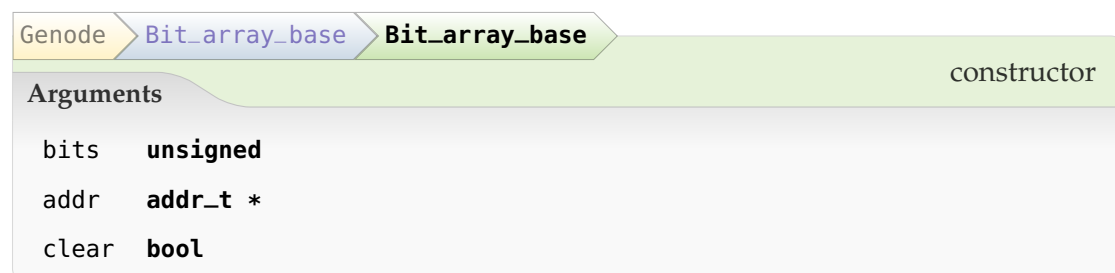 Genode Bit_array_base Bit_array_base
constructor
Arguments
bits unsigned
addr addr_t *
clear bool